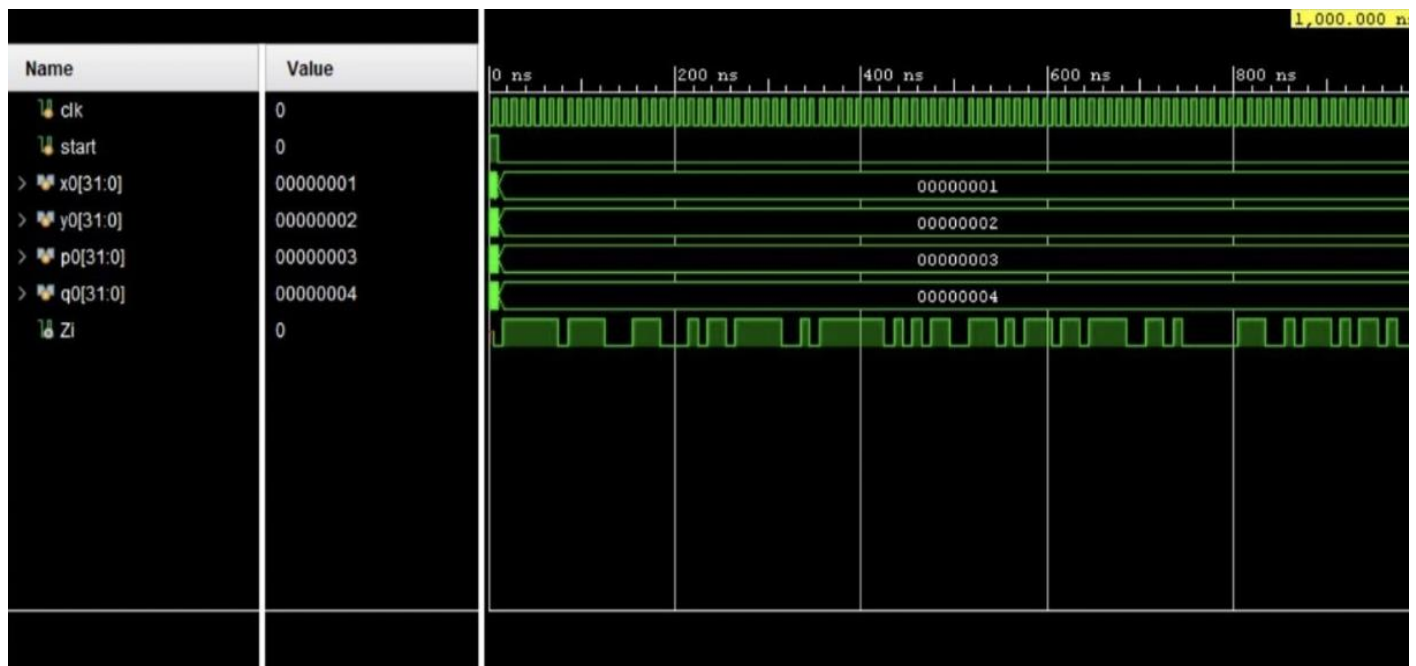 1,000.000 ns
Name Value
0 ns 200 ns 400 ns 600 ns 800 ns
clk 0
start 0
x0[31:0] 00000001 00000001
y0[31:0] 00000002 00000002
p0[31:0] 00000003 00000003
q0[31:0] 00000004 00000004
Zi 0